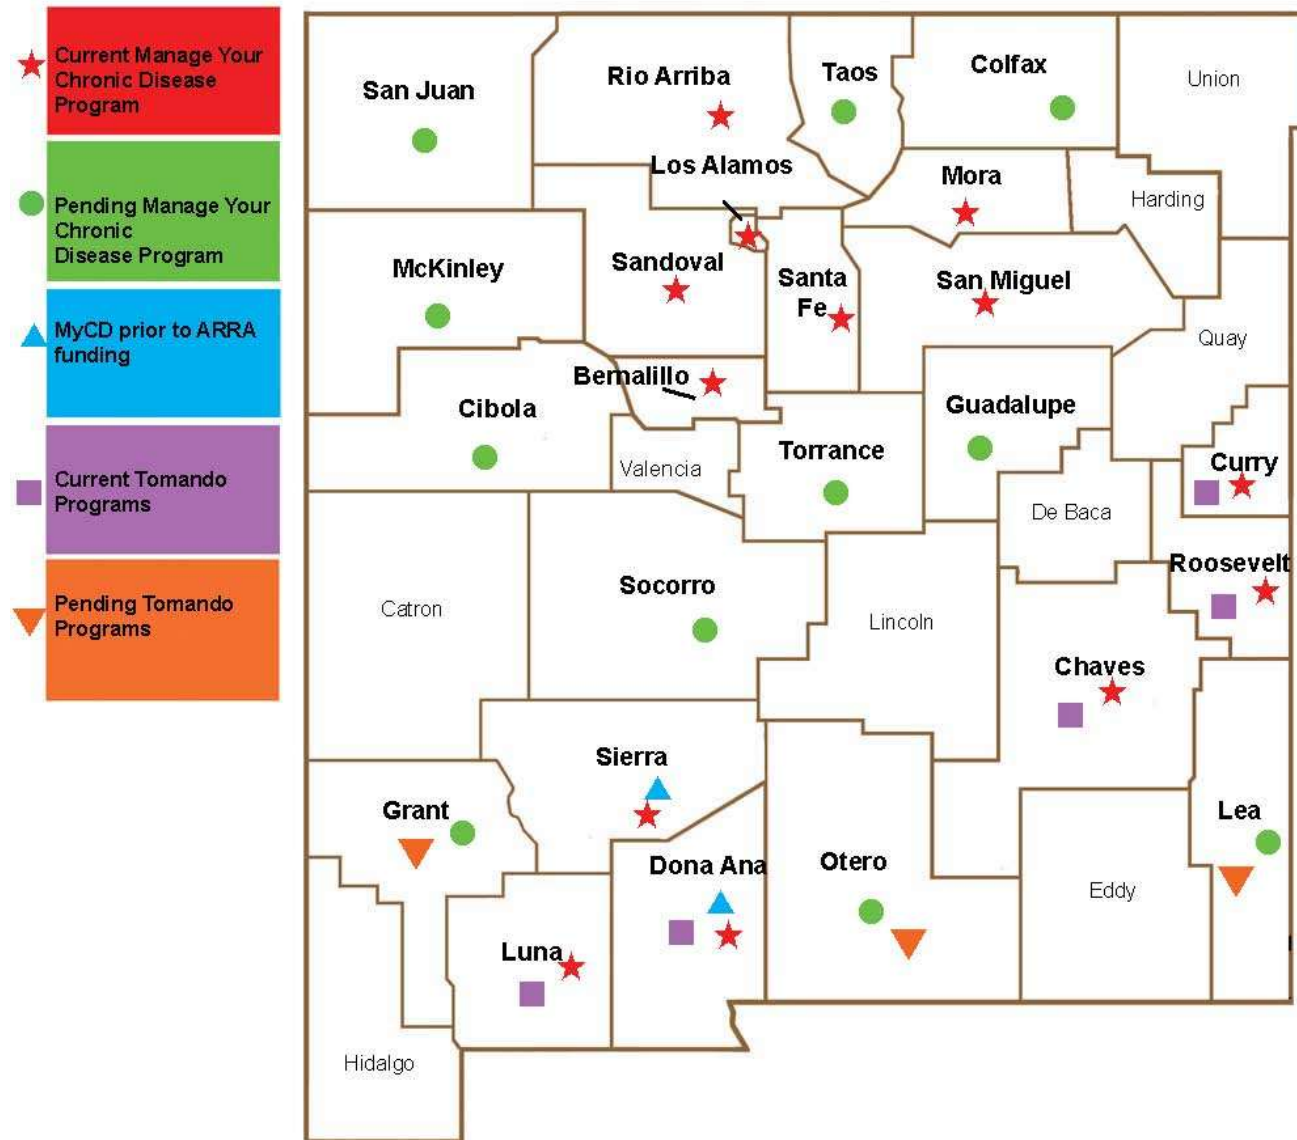 Current Manage Your
Chronic Disease
Program
Pending Manage Your
Chronic
Disease Program
MyCD prior to ARRA
funding
Current Tomando
Programs
Pending Tomando
Programs
San Juan
Rio Arriba
Taos
Colfax
Union
Los Alamos
Mora
Harding
McKinley
Sandoval
Santa
Fe
San Miguel
Quay
Bernalillo
Cibola
Valencia
Torrance
Guadalupe
Curry
De Baca
Roosevelt
Catron
Socorro
Lincoln
Chaves
Sierra
Grant
Dona Ana
Otero
Eddy
Lea
Luna
Hidalgo